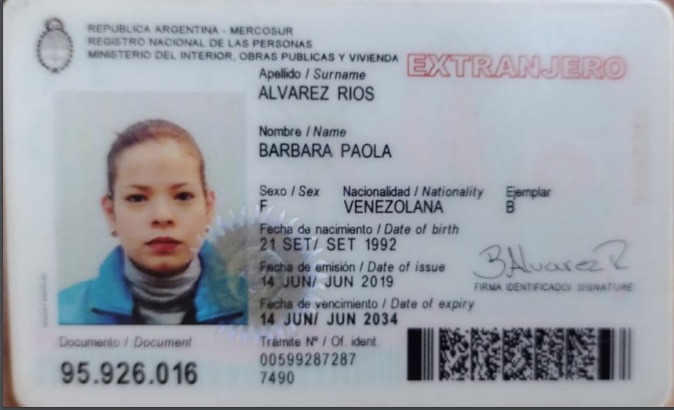 REPUBLICA ARGENTINA - MERCOSUR
REGISTRO NACIONAL DE LAS PERSONAS
MINISTERIO DEL INTERIOR, OBRAS PUBLICAS Y VIVIENDA
EXTRANJERO
Apellido / Surname
ALVAREZ RIOS
Nombre / Name
BARBARA PAOLA
Sexo / Sex Nacionalidad / Nationality Ejemplar
F VENEZOLANA B
Fecha de nacimiento / Date of birth
21 SET/ SET 1992
Fecha de emisión / Date of issue
14 JUN/ JUN 2019
Fecha de vencimiento / Date of expiry
14 JUN/ JUN 2034
B.Alvarez R
FIRMA IDENTIFICADO/ SIGNATURE
Documento / Document
95.926.016
Trámite Nº / Of. ident.
00599287287
7490